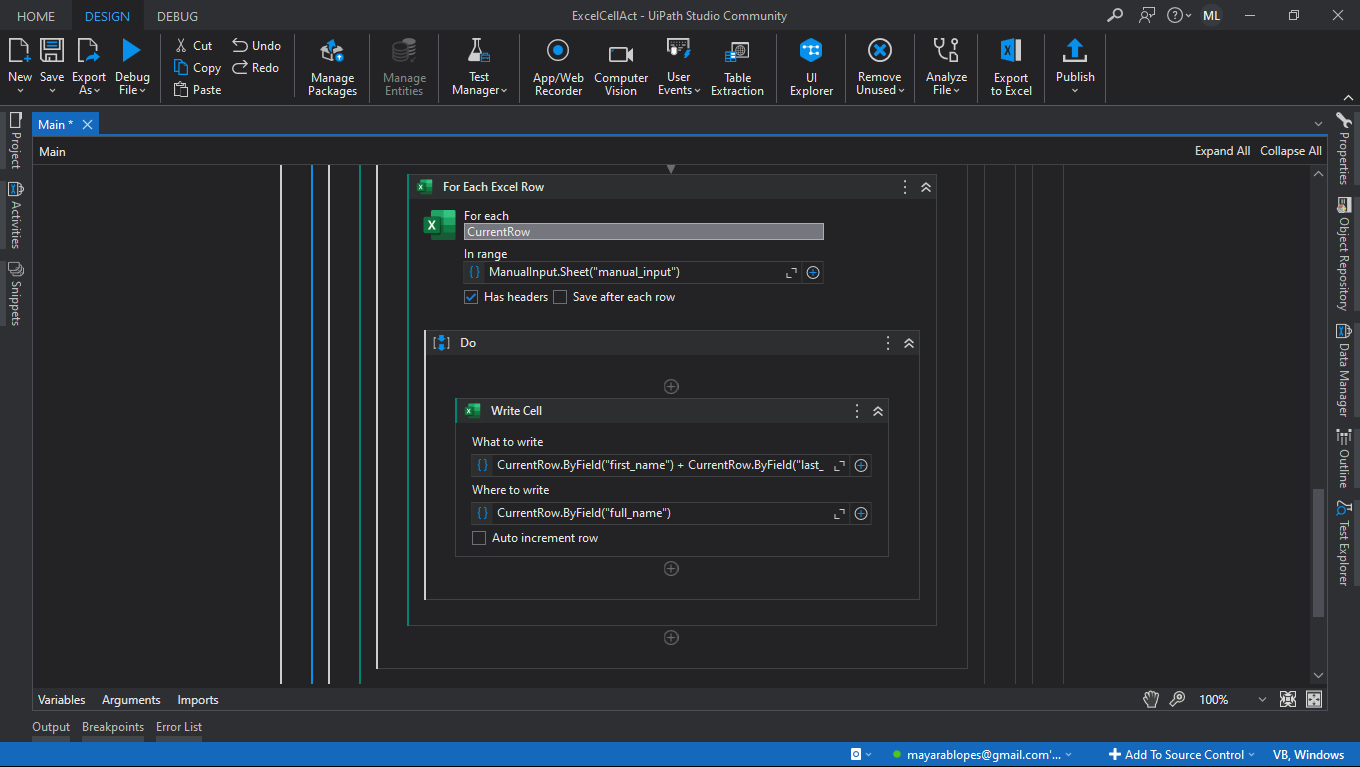 HOME DESIGN DEBUG ExcelCellAct - UiPath Studio Community ML
New Save Export As Debug File Cut Copy Paste Undo Redo Manage Packages Manage Entities Test Manager App/Web Recorder Computer Vision User Events Table Extraction UI Explorer Remove Unused Analyze File Export to Excel Publish
Main *
Main Expand All Collapse All
Project
Activities
Snippets
For Each Excel Row
For each
CurrentRow
In range
ManualInput.Sheet("manual_input")
Has headers Save after each row
Do
Write Cell
What to write
CurrentRow.ByField("first_name") + CurrentRow.ByField("last_
Where to write
CurrentRow.ByField("full_name")
Auto increment row
Properties
Object Repository
Data Manager
Outline
Test Explorer
Variables Arguments Imports 100%
Output Breakpoints Error List
mayarablopes@gmail.com'... Add To Source Control VB, Windows